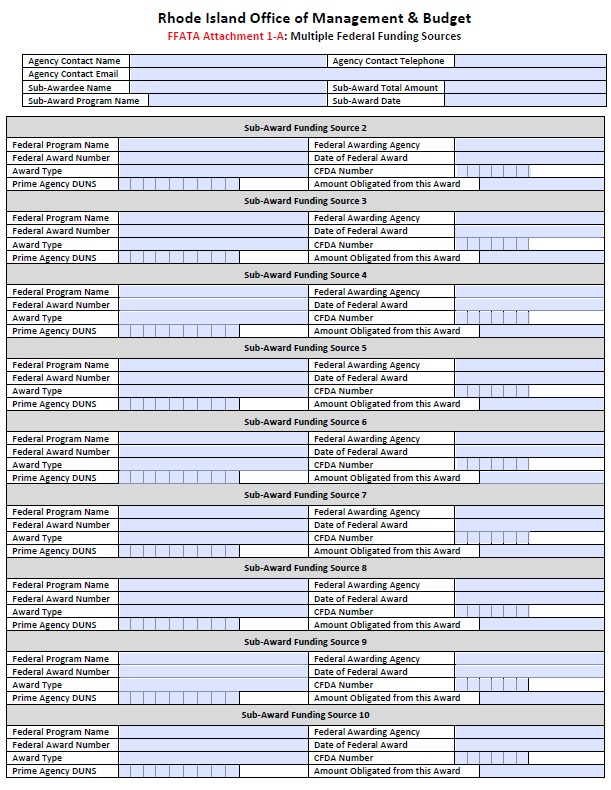 Rhode Island Office of Management & Budget
FFATA Attachment 1-A: Multiple Federal Funding Sources
Agency Contact Name Agency Contact Telephone
Agency Contact Email
Sub-Awardee Name Sub-Award Total Amount
Sub-Award Program Name Sub-Award Date
Sub-Award Funding Source 2
Federal Program Name Federal Awarding Agency
Federal Award Number Date of Federal Award
Award Type CFDA Number
Prime Agency DUNS Amount Obligated from this Award
Sub-Award Funding Source 3
Federal Program Name Federal Awarding Agency
Federal Award Number Date of Federal Award
Award Type CFDA Number
Prime Agency DUNS Amount Obligated from this Award
Sub-Award Funding Source 4
Federal Program Name Federal Awarding Agency
Federal Award Number Date of Federal Award
Award Type CFDA Number
Prime Agency DUNS Amount Obligated from this Award
Sub-Award Funding Source 5
Federal Program Name Federal Awarding Agency
Federal Award Number Date of Federal Award
Award Type CFDA Number
Prime Agency DUNS Amount Obligated from this Award
Sub-Award Funding Source 6
Federal Program Name Federal Awarding Agency
Federal Award Number Date of Federal Award
Award Type CFDA Number
Prime Agency DUNS Amount Obligated from this Award
Sub-Award Funding Source 7
Federal Program Name Federal Awarding Agency
Federal Award Number Date of Federal Award
Award Type CFDA Number
Prime Agency DUNS Amount Obligated from this Award
Sub-Award Funding Source 8
Federal Program Name Federal Awarding Agency
Federal Award Number Date of Federal Award
Award Type CFDA Number
Prime Agency DUNS Amount Obligated from this Award
Sub-Award Funding Source 9
Federal Program Name Federal Awarding Agency
Federal Award Number Date of Federal Award
Award Type CFDA Number
Prime Agency DUNS Amount Obligated from this Award
Sub-Award Funding Source 10
Federal Program Name Federal Awarding Agency
Federal Award Number Date of Federal Award
Award Type CFDA Number
Prime Agency DUNS Amount Obligated from this Award